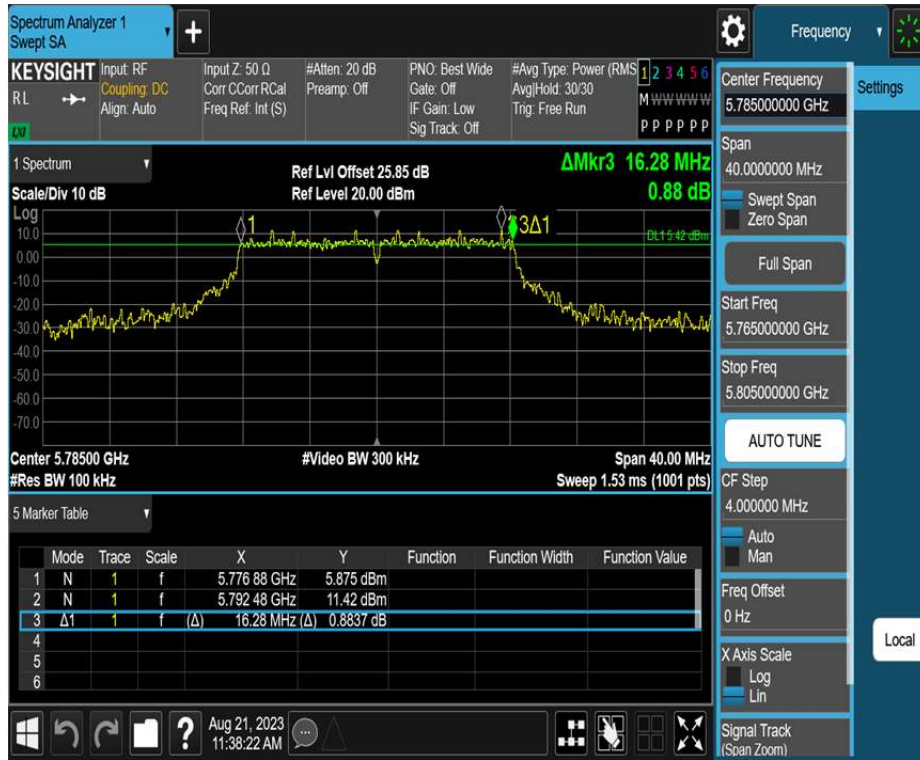 Spectrum Analyzer 1
Swept SA
+
Frequency
KEYSIGHT
RL
LXI
Input: RF
Coupling: DC
Align: Auto
Input Z: 50 Ω
Corr CCorr RCal
Freq Ref: Int (S)
#Atten: 20 dB
Preamp: Off
PNO: Best Wide
Gate: Off
IF Gain: Low
Sig Track: Off
#Avg Type: Power (RMS
Avg|Hold: 30/30
Trig: Free Run
1 2 3 4 5 6
M W W W W W
P P P P P P
1 Spectrum
Scale/Div 10 dB
Ref Lvl Offset 25.85 dB
Ref Level 20.00 dBm
ΔMkr3 16.28 MHz
0.88 dB
Log
10.0
0.00
-10.0
-20.0
-30.0
-40.0
-50.0
-60.0
-70.0
1
3Δ1
DL1 5.42 dBm
Center 5.78500 GHz
#Video BW 300 kHz
Span 40.00 MHz
#Res BW 100 kHz
Sweep 1.53 ms (1001 pts)
5 Marker Table
Mode Trace Scale X Y Function Function Width Function Value
1 N 1 f 5.776 88 GHz 5.875 dBm
2 N 1 f 5.792 48 GHz 11.42 dBm
3 Δ1 1 f (Δ) 16.28 MHz (Δ) 0.8837 dB
4
5
6
?
Aug 21, 2023
11:38:22 AM
Center Frequency
5.785000000 GHz
Span
40.0000000 MHz
Swept Span
Zero Span
Full Span
Start Freq
5.765000000 GHz
Stop Freq
5.805000000 GHz
AUTO TUNE
CF Step
4.000000 MHz
Auto
Man
Freq Offset
0 Hz
X Axis Scale
Log
Lin
Signal Track
(Span Zoom)
Settings
Local